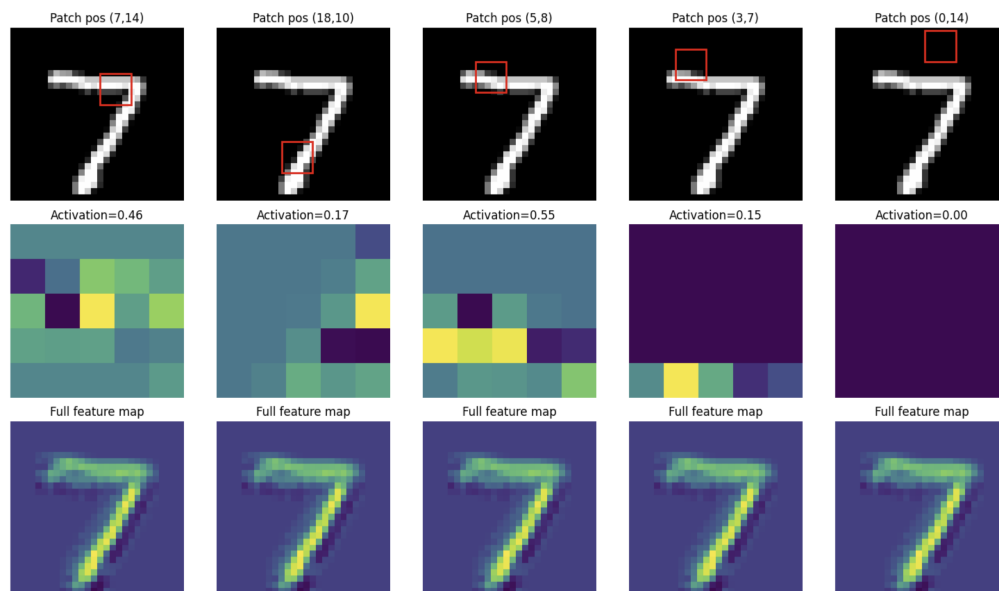 Patch pos (7,14) Patch pos (18,10) Patch pos (5,8) Patch pos (3,7) Patch pos (0,14)
Activation=0.46 Activation=0.17 Activation=0.55 Activation=0.15 Activation=0.00
Full feature map Full feature map Full feature map Full feature map Full feature map